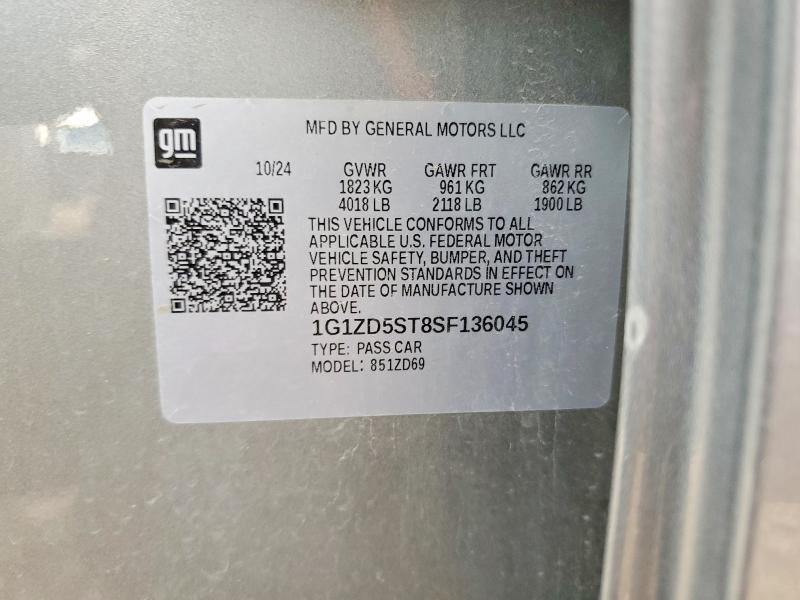 gm
MFD BY GENERAL MOTORS LLC
10/24 GVWR GAWR FRT GAWR RR
1823 KG 961 KG 862 KG
4018 LB 2118 LB 1900 LB
THIS VEHICLE CONFORMS TO ALL
APPLICABLE U.S. FEDERAL MOTOR
VEHICLE SAFETY, BUMPER, AND THEFT
PREVENTION STANDARDS IN EFFECT ON
THE DATE OF MANUFACTURE SHOWN
ABOVE.
1G1ZD5ST8SF136045
TYPE: PASS CAR
MODEL: 851ZD69